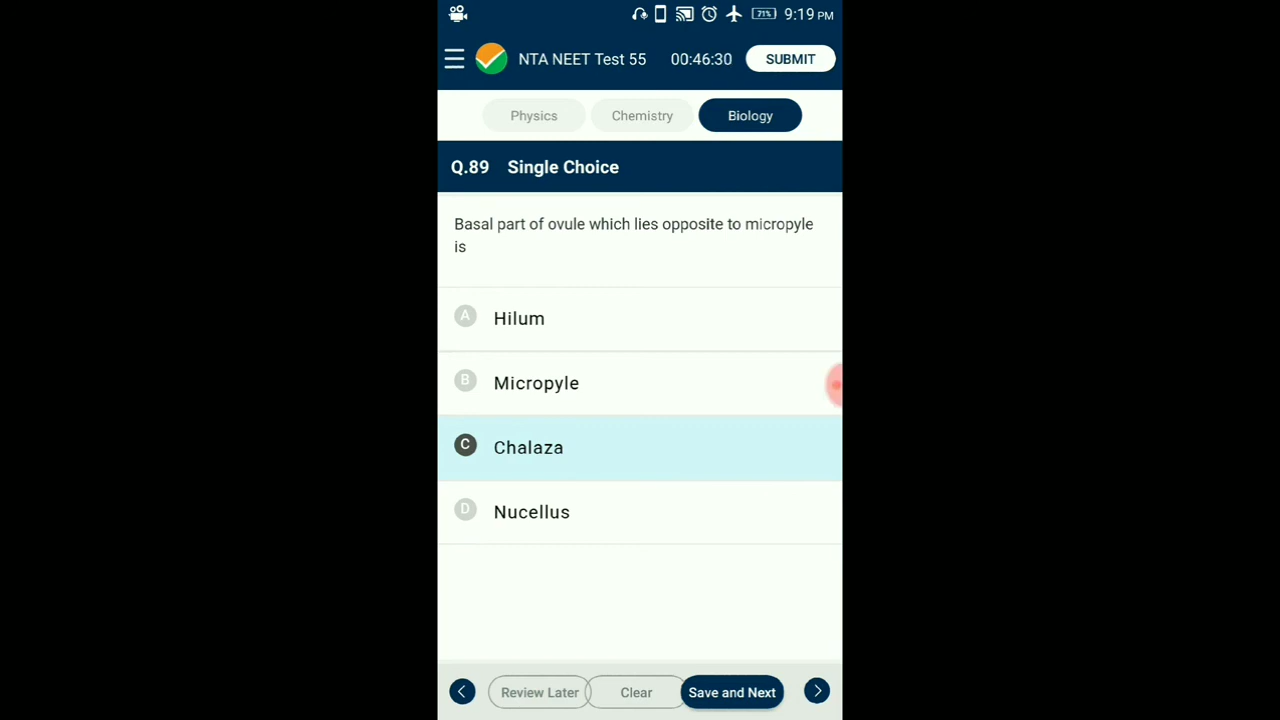 71% 9:19 PM
NTA NEET Test 55 00:46:30 SUBMIT
Physics Chemistry Biology
Q.89 Single Choice
Basal part of ovule which lies opposite to micropyle
is
A Hilum
B Micropyle
C Chalaza
D Nucellus
Review Later Clear Save and Next